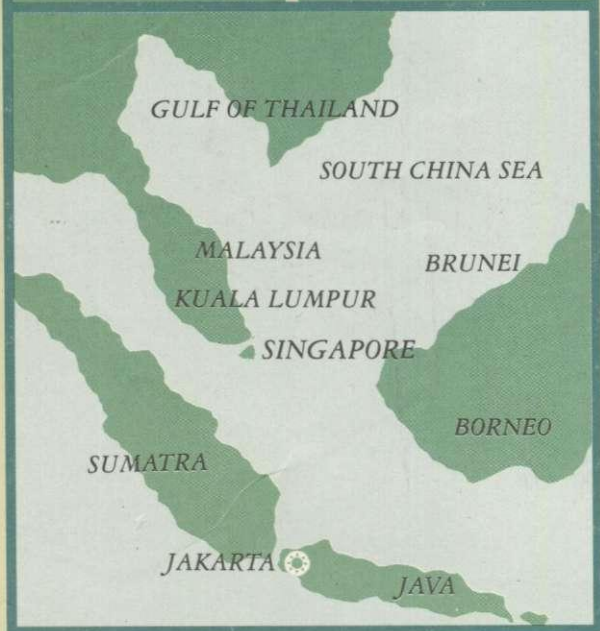 GULF OF THAILAND
SOUTH CHINA SEA
MALAYSIA
BRUNEI
KUALA LUMPUR
SINGAPORE
BORNEO
SUMATRA
JAKARTA
JAVA